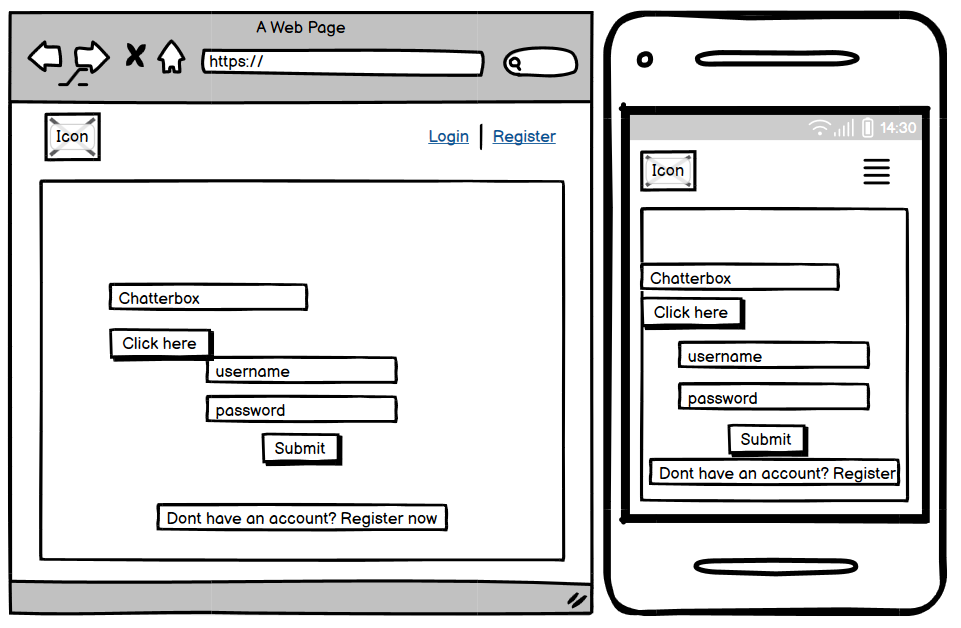 A Web Page
https://
Icon
Login | Register
Chatterbox
Click here
username
password
Submit
Dont have an account? Register now
14:30
Icon
Chatterbox
Click here
username
password
Submit
Dont have an account? Register